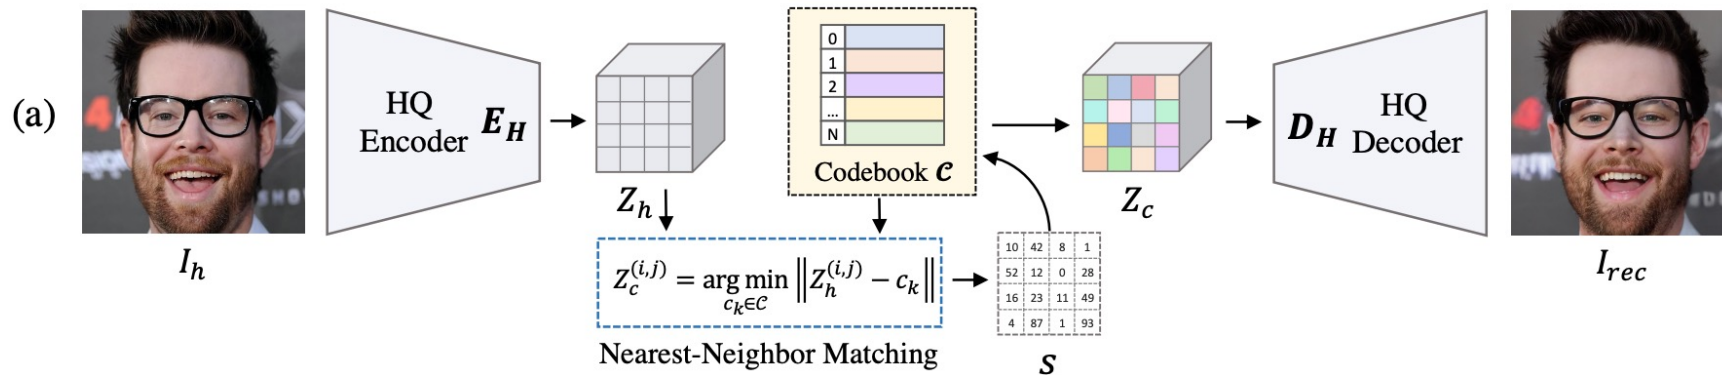 (a)
4
I_h
HQ
Encoder E_H
Z_h
0
1
2
...
N
Codebook C
Z_c^{(i,j)} = arg min_{c_k∈C} ‖Z_h^{(i,j)} − c_k‖
Nearest-Neighbor Matching
10 42 8 1
52 12 0 28
16 23 11 49
4 87 1 93
S
Z_c
D_H HQ
Decoder
I_rec